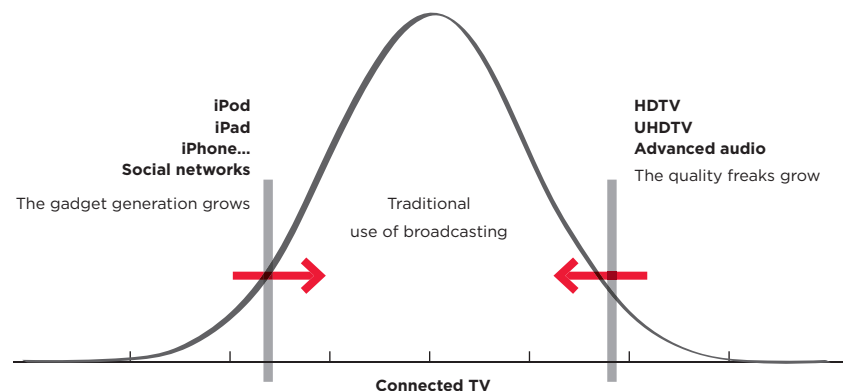 iPod
iPad
iPhone...
Social networks
The gadget generation grows
Traditional
use of broadcasting
HDTV
UHDTV
Advanced audio
The quality freaks grow
Connected TV